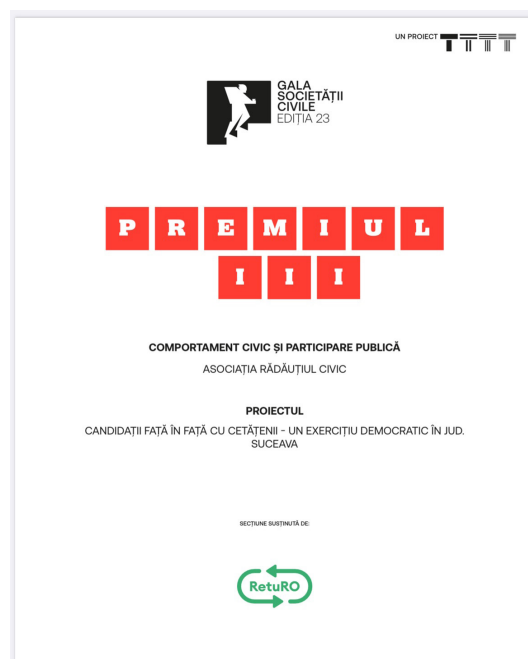 UN PROIECT
GALA
SOCIETĂȚII
CIVILE
EDIȚIA 23
PREMIUL
III
COMPORTAMENT CIVIC ȘI PARTICIPARE PUBLICĂ
ASOCIAȚIA RĂDĂUȚIUL CIVIC
PROIECTUL
CANDIDAȚII FAȚĂ ÎN FAȚĂ CU CETĂȚENII - UN EXERCIȚIU DEMOCRATIC ÎN JUD.
SUCEAVA
SECȚIUNE SUSȚINUTĂ DE:
RetuRO